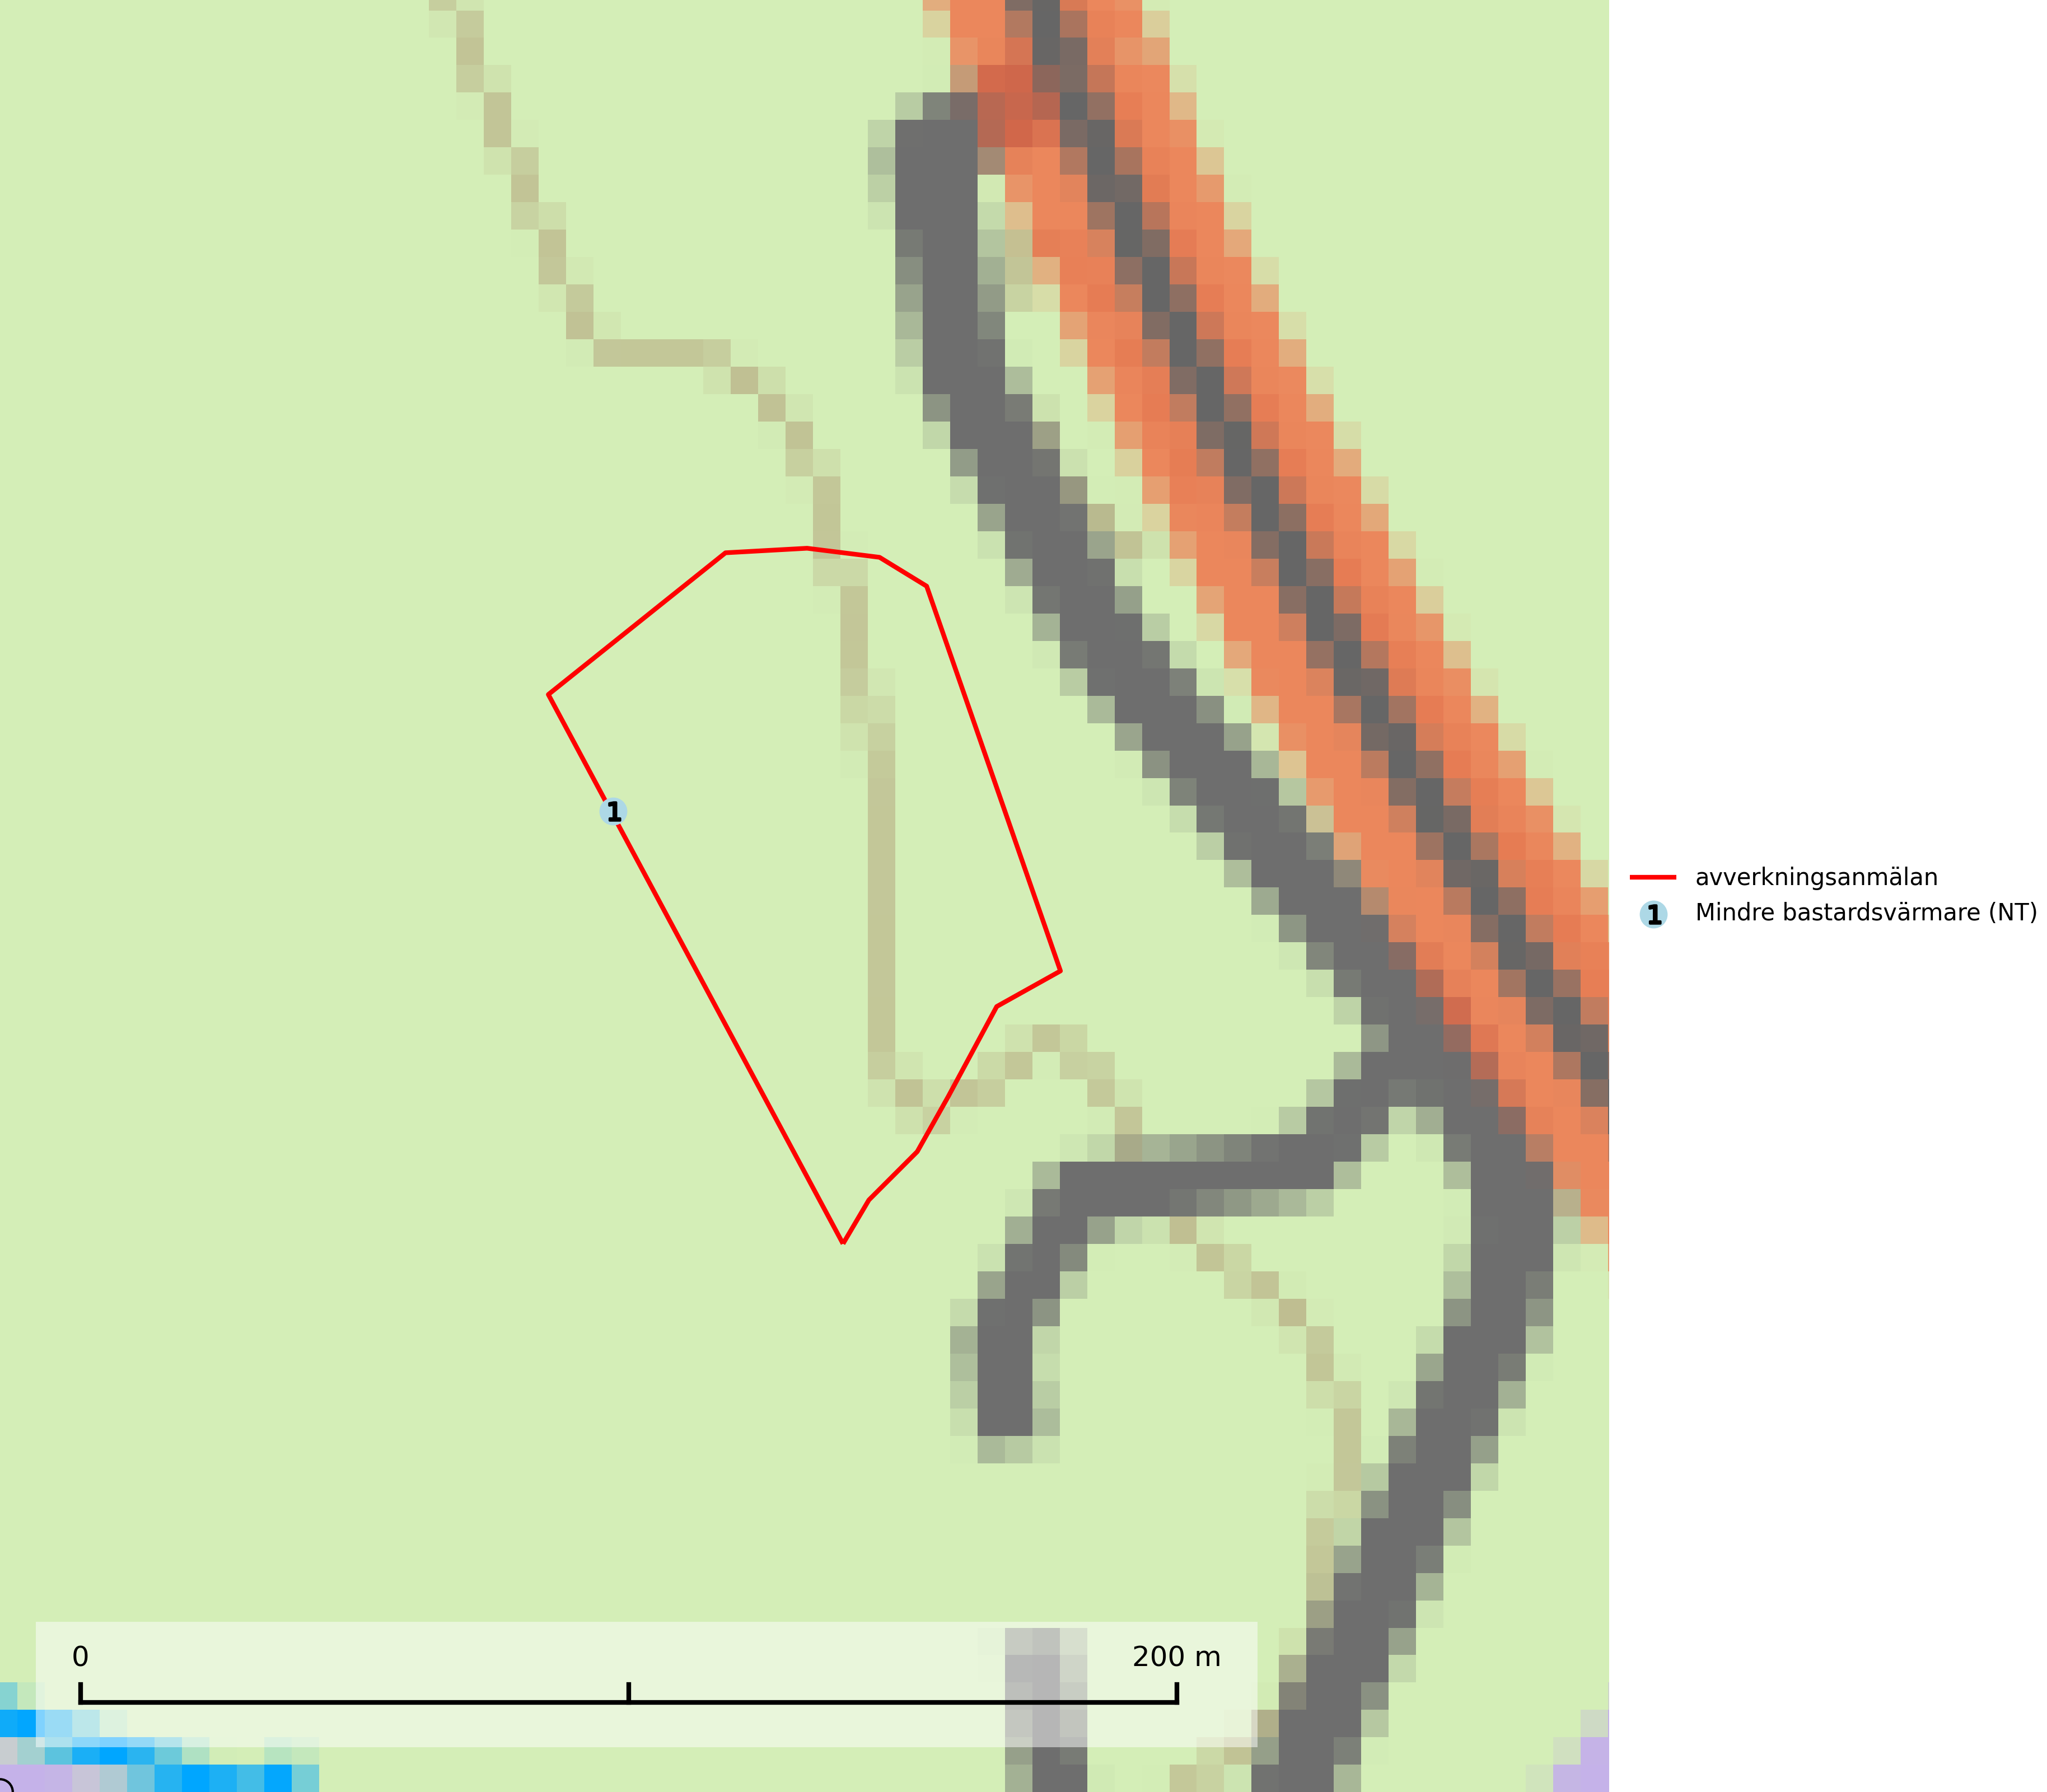 1
avverkningsanmälan
1 Mindre bastardsvärmare (NT)
0 200 m